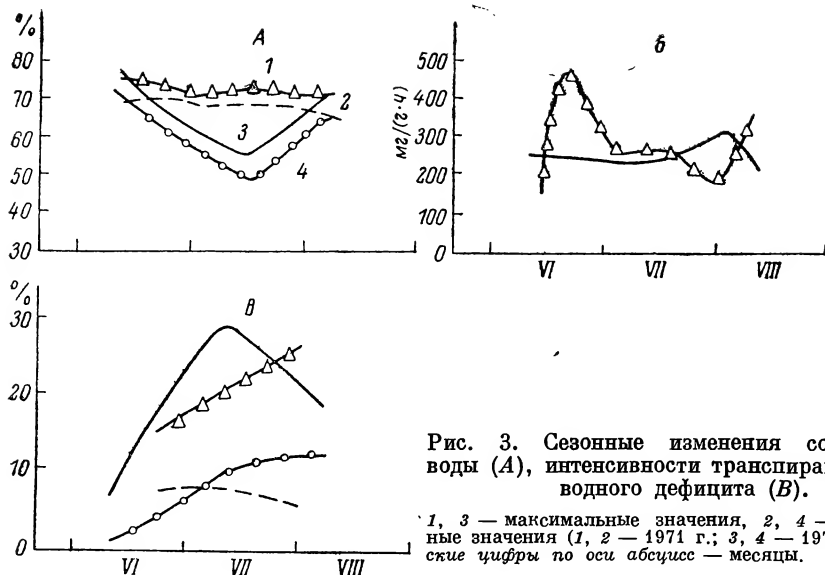 %
А
80
70
60
50
40
30
1
2
3
4
б
500
400
300
200
100
0
мг/(г·ч)
VI
VII
VIII
%
В
30
20
10
0
VI
VII
VIII
Рис. 3. Сезонные изменения со
воды (А), интенсивности транспира
водного дефицита (В).
1, 3 — максимальные значения, 2, 4 —
ные значения (1, 2 — 1971 г.; 3, 4 — 19
ские цифры по оси абсцисс — месяцы.